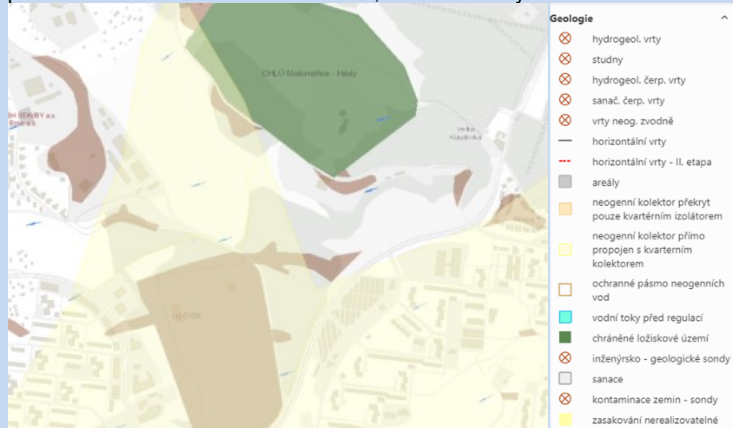 CHLÚ Maloměřice - Hády
Geologie
hydrogeol. vrty
studny
hydrogeol. čerp. vrty
sanač. čerp. vrty
vrty neog. zvodně
horizontální vrty
horizontální vrty - II. etapa
areály
neogenní kolektor překryt
pouze kvartérním izolátorem
neogenní kolektor přímo
propojen s kvarterním
kolektorem
ochranné pásmo neogenních
vod
vodní toky před regulací
chráněné ložiskové území
inženýrsko - geologické sondy
sanace
kontaminace zemin - sondy
zasakování nerealizovatelné